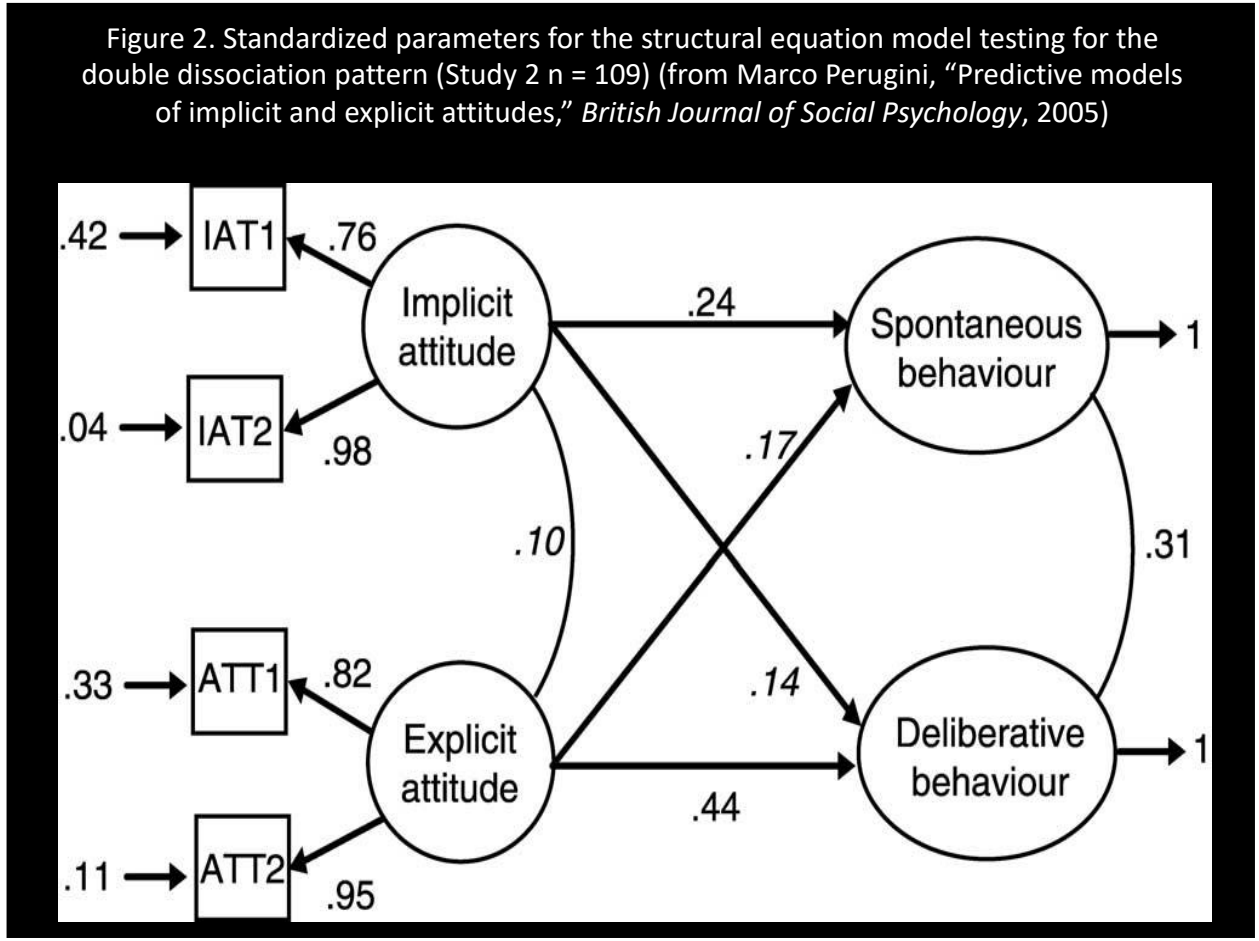 Figure 2. Standardized parameters for the structural equation model testing for the
double dissociation pattern (Study 2 n = 109) (from Marco Perugini, “Predictive models
of implicit and explicit attitudes,” British Journal of Social Psychology, 2005)
.42
IAT1
.76
Implicit
attitude
.24
Spontaneous
behaviour
1
.04
IAT2
.98
.17
.10
.31
.33
ATT1
.82
Explicit
attitude
.14
Deliberative
behaviour
1
.44
.11
ATT2
.95